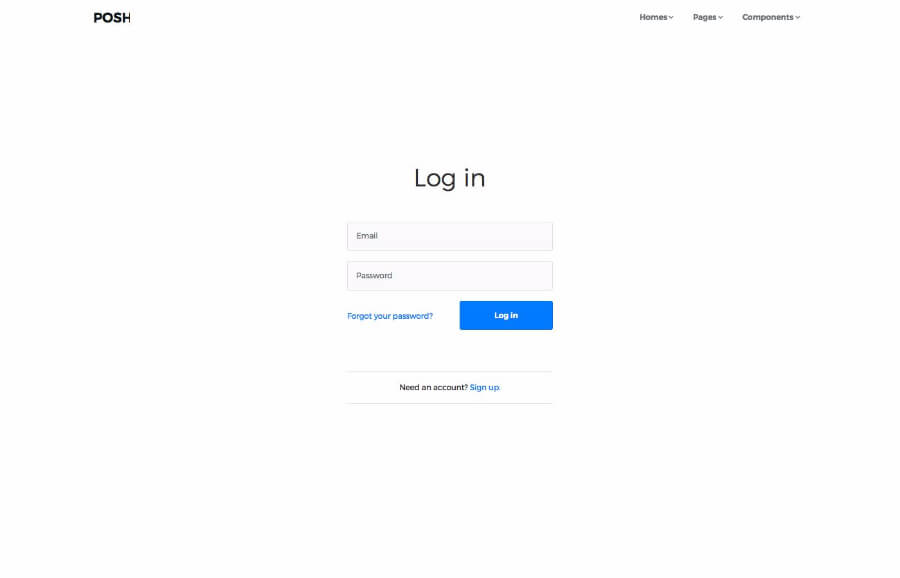 POSH Homes Pages Components
Log in
Email
Password
Forgot your password? Log in
Need an account? Sign up.